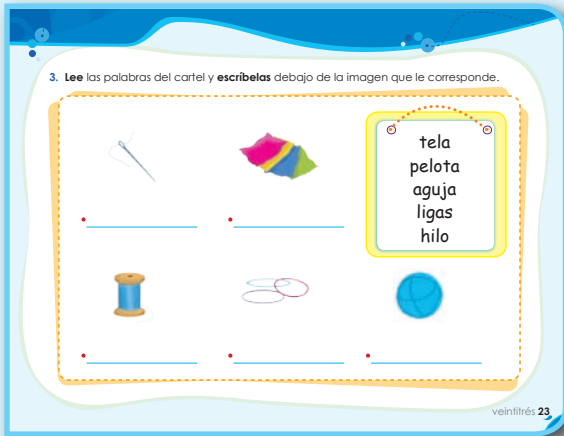 3. Lee las palabras del cartel y escríbelas debajo de la imagen que le corresponde.
tela
pelota
aguja
ligas
hilo
veintitrés 23